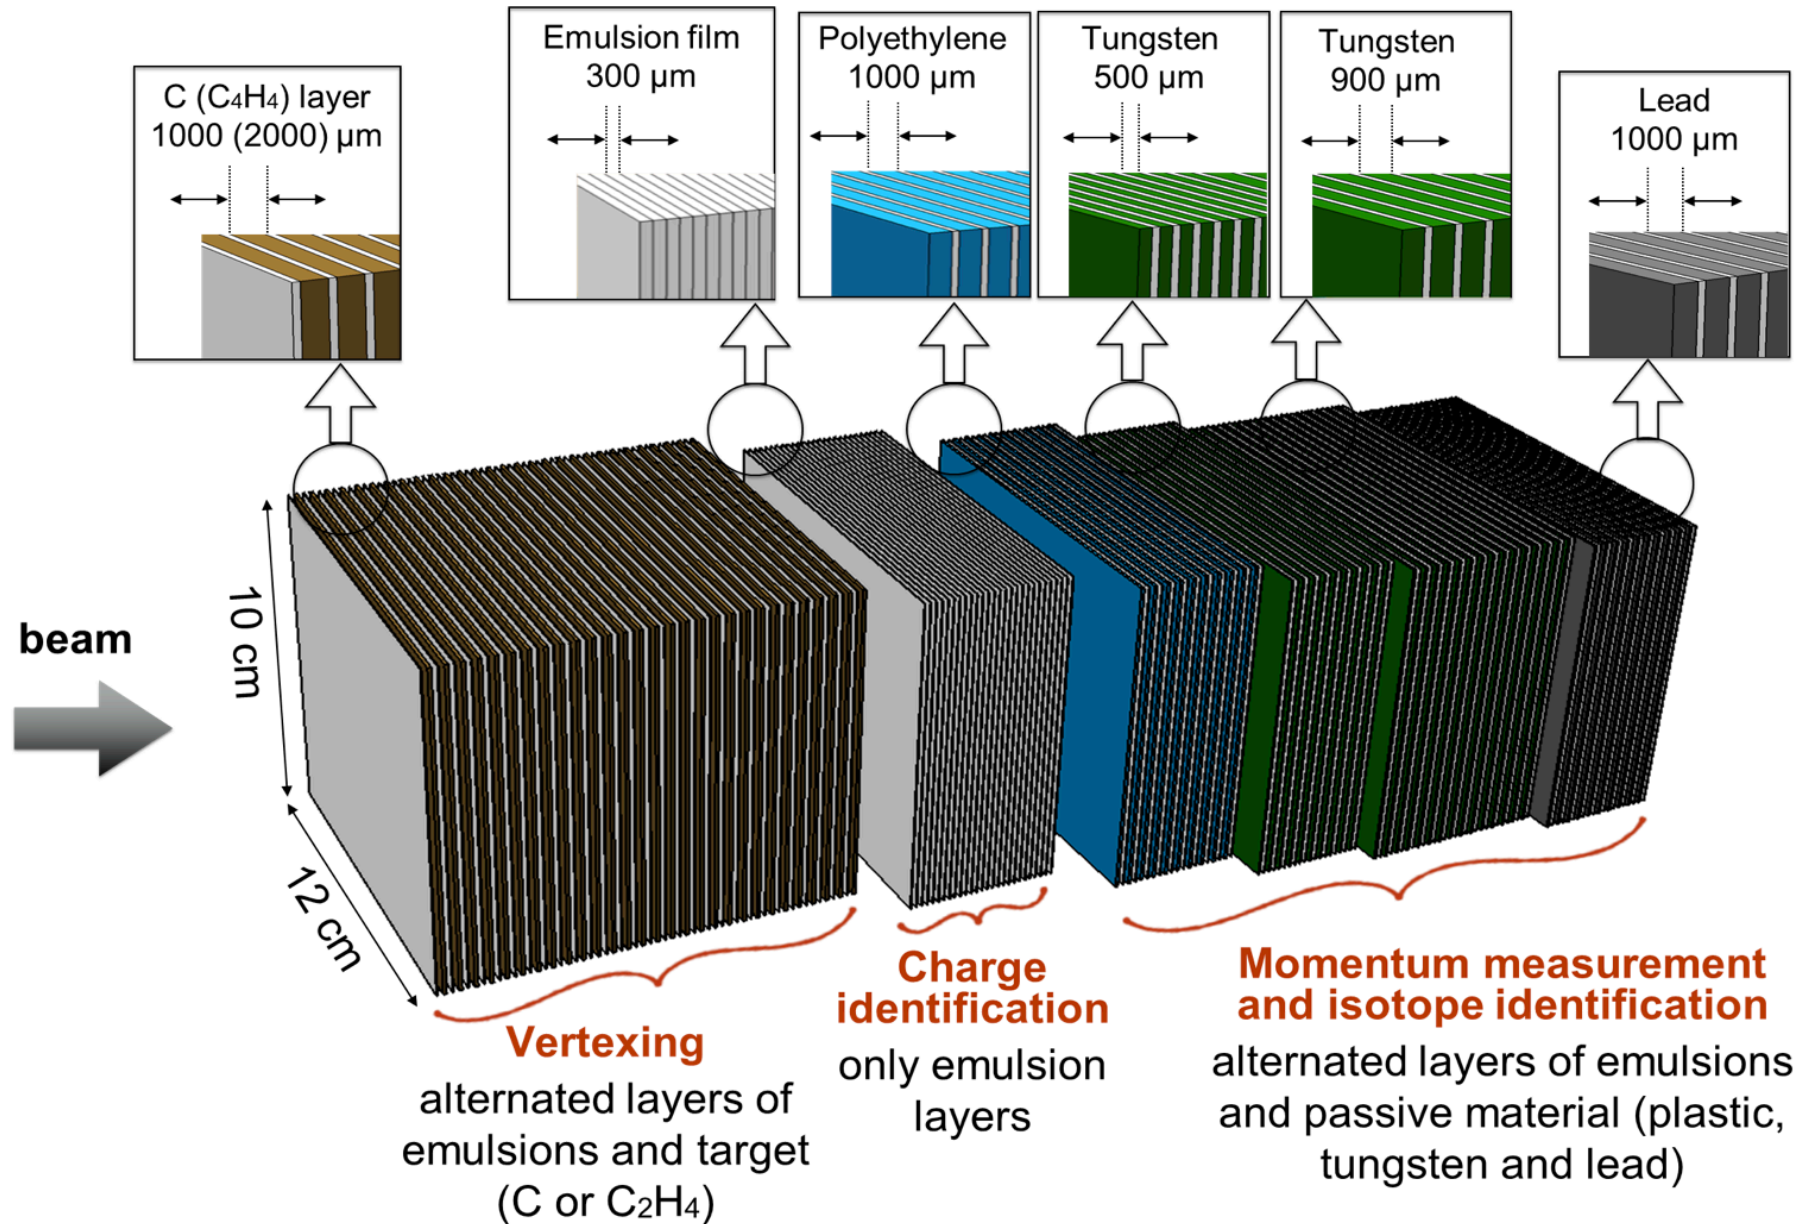 C (C₄H₄) layer
1000 (2000) µm
Emulsion film
300 µm
Polyethylene
1000 µm
Tungsten
500 µm
Tungsten
900 µm
Lead
1000 µm
beam
10 cm
12 cm
Vertexing
alternated layers of
emulsions and target
(C or C₂H₄)
Charge
identification
only emulsion
layers
Momentum measurement
and isotope identification
alternated layers of emulsions
and passive material (plastic,
tungsten and lead)